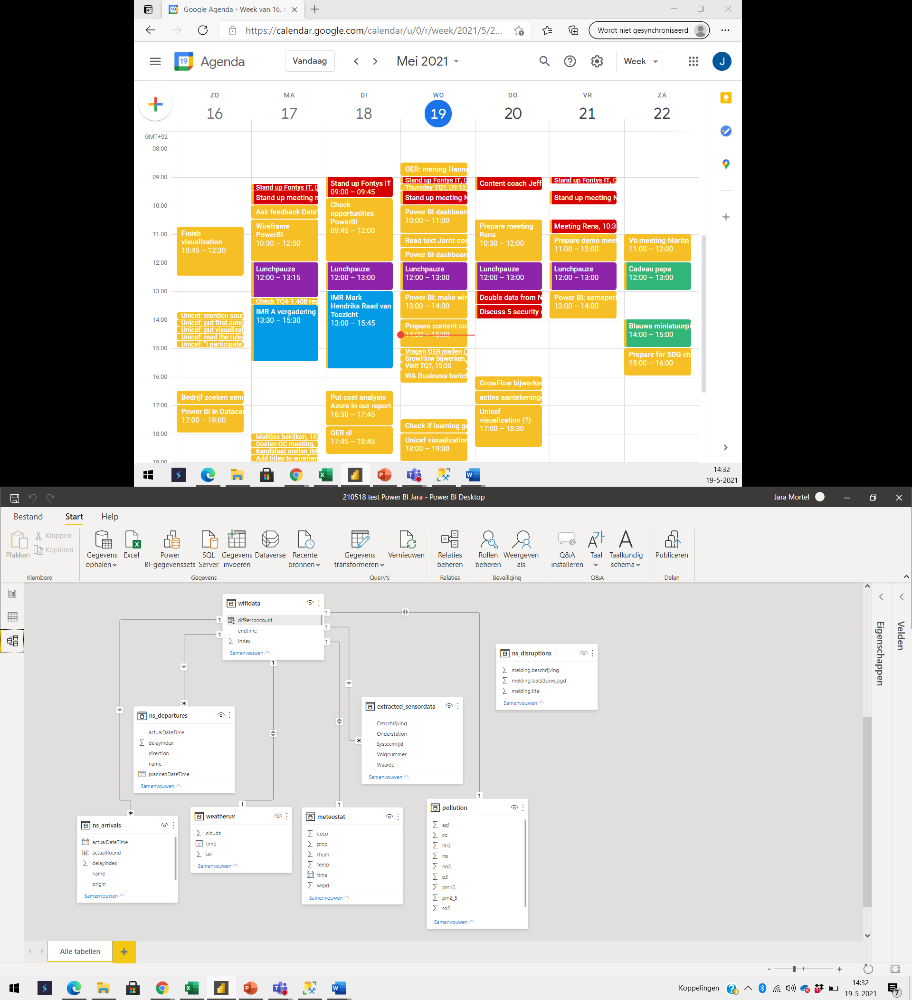 Google Agenda - Week van 16.
https://calendar.google.com/calendar/u/0/r/week/2021/5/2...
Wordt niet gesynchroniseerd
19
Agenda
Vandaag
Mei 2021
Week
J
ZO
MA
DI
WO
DO
VR
ZA
16
17
18
19
20
21
22
GMT+02
08:00
09:00
10:00
11:00
12:00
13:00
14:00
15:00
16:00
17:00
18:00
19:00
Finish visualization
10:45 – 12:30
Unicef: mention sour
Unicef: put first conc
Unicef: put visualizat
Unicef: read the rules
Unicef: "I participate"
Bedrijf zoeken sem
Power BI in Dataca
17:00 – 18:00
Stand up Fontys IT, 0
Stand up meeting n
Ask feedback Data
Wireframe PowerBI
10:30 – 12:00
Lunchpauze
12:00 – 13:15
Check TQ4-1.408 res
IMR A vergadering
13:30 – 15:30
Mailtjes bekijken, 18:
Doelen OC meeting,
Kandidaat stellen IM
Add titles to wirefran
Stand up Fontys IT
09:00 – 09:45
Check opportunities PowerBI
09:45 – 12:00
Lunchpauze
12:00 – 13:00
IMR Mark Hendriks Raad van Toezicht
13:00 – 15:45
Put cost analysis Azure in our report
16:30 – 17:45
OER dl
17:45 – 18:45
OER: mening Hanna
Stand up Fontys IT, 0
Thursday TQ?, 09:15
Stand up meeting N
Power BI dashboar
10:00 – 11:00
Read text Jorrit cos
Power BI dashboar
Lunchpauze
12:00 – 13:00
Power BI: make wir
13:00 – 14:00
Prepare content co
14:00 – 15:00
Vragen OER mailen (
GrowFlow bijwerken,
Visit TQ?, 15:30
WA Business berich
Check if learning go
Unicef visualization
18:00 – 19:00
Content coach Jeff
Prepare meeting Rens
10:30 – 12:00
Lunchpauze
12:00 – 13:00
Double data from N
Discuss 5 security
GrowFlow bijwerke
acties aantekening
Unicef visualization (?)
17:00 – 18:30
Stand up Fontys IT, 0
Stand up meeting N
Meeting Rens, 10:3
Prepare demo meet
11:00 – 12:00
Lunchpauze
12:00 – 13:00
Power BI: sameperi
13:00 – 14:00
Vb meeting Martin
11:00 – 12:00
Cadeau papa
12:00 – 13:00
Blauwe miniatuurpi
14:00 – 15:00
Prepare for SDG ch
15:00 – 16:00
14:32
19-5-2021
210518 test Power BI Jara - Power BI Desktop
Jara Mortel
Bestand
Start
Help
Plakken
Knippen
Kopiëren
Klembord
Gegevens ophalen
Excel
Power BI-gegevenssets
SQL Server
Gegevens invoeren
Dataverse
Recente bronnen
Gegevens
Gegevens transformeren
Vernieuwen
Query's
Relaties beheren
Relaties
Rollen beheren
Weergeven als
Beveiliging
Q&A installeren
Taal
Taalkundig schema
Q&A
Publiceren
Delen
wifidata
difPersoncount
endtime
Index
Samenvouwen
ns_disruptions
melding.beschrijving
melding.laatstGewijzigd
melding.titel
Samenvouwen
ns_departures
actualDateTime
delayIndex
direction
name
plannedDateTime
Samenvouwen
extracted_sensordata
Omschrijving
Onderstation
Systeemtijd
Volgnummer
Waarde
Samenvouwen
ns_arrivals
actualDateTime
actualRound
delayIndex
name
origin
Samenvouwen
weatheruv
clouds
time
uvi
Samenvouwen
meteostat
coco
prcp
rhum
temp
time
wspd
Samenvouwen
pollution
aqi
co
nh3
no
no2
o3
pm10
pm2_5
so2
Samenvouwen
Eigenschappen
Velden
Alle tabellen
Koppelingen
14:32
19-5-2021
7